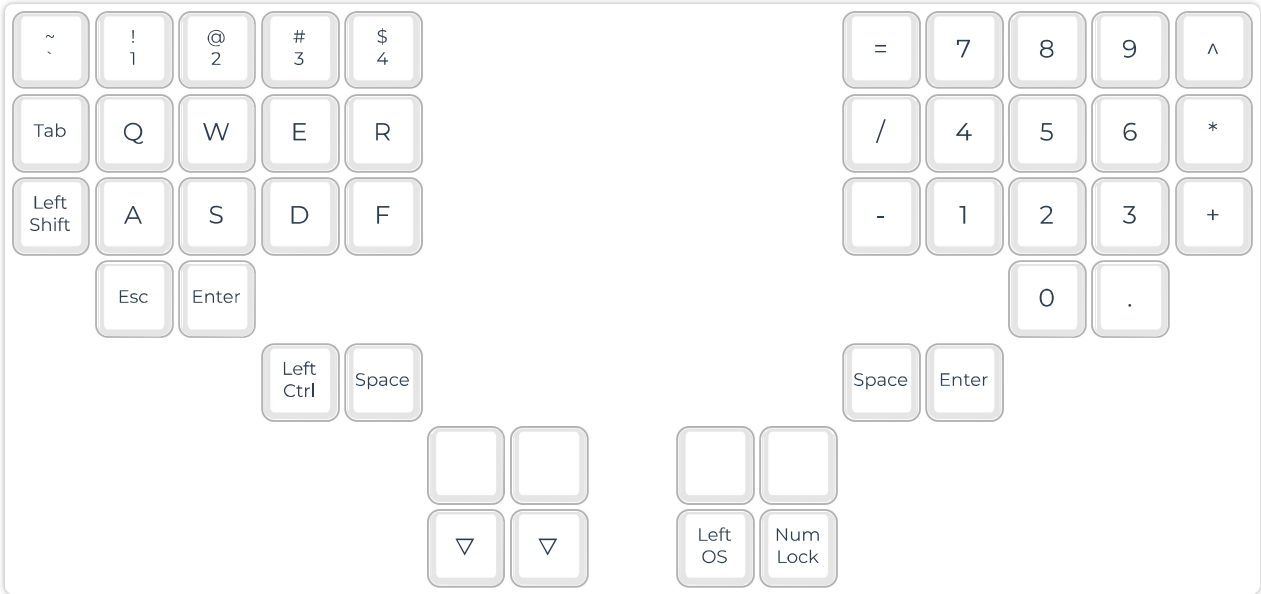 ~ ! @ # $
` 1 2 3 4 = 7 8 9 ^
Tab Q W E R / 4 5 6 *
Left
Shift A S D F - 1 2 3 +
Esc Enter 0 .
Left
Ctrl Space Space Enter
▽ ▽ Left
OS Num
Lock